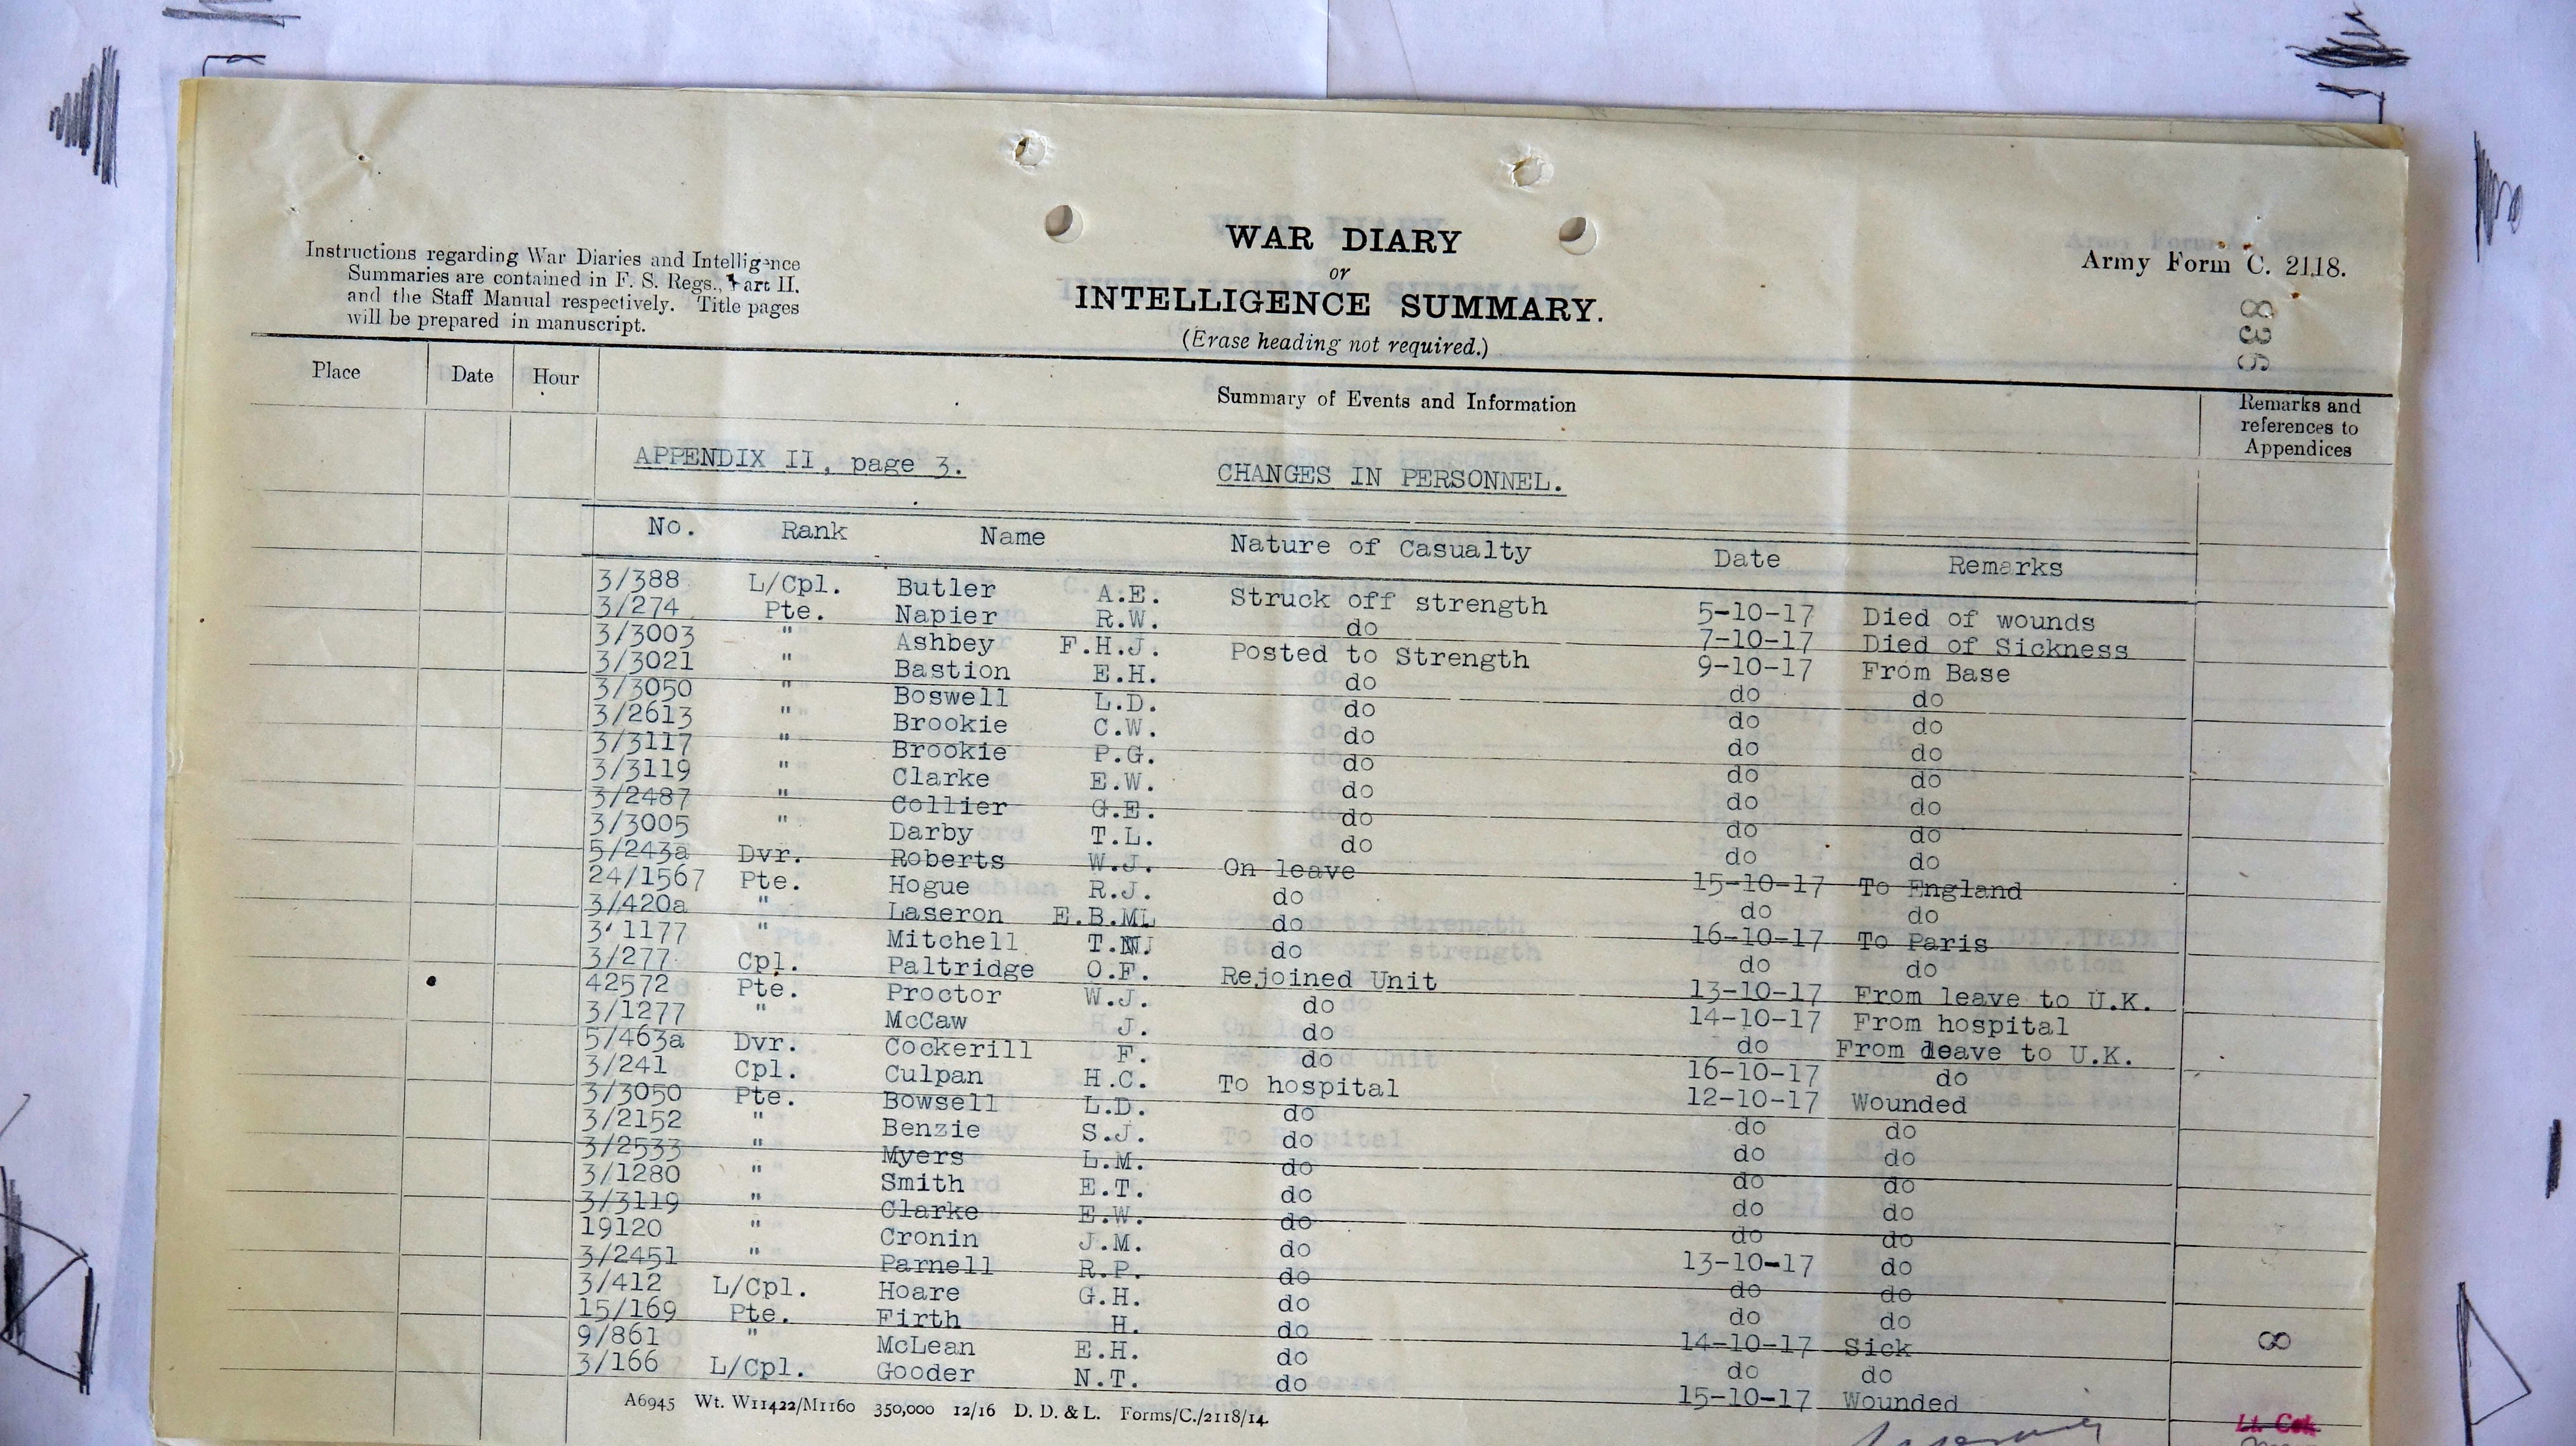 Instructions regarding War Diaries and Intelligence
Summaries are contained in F. S. Regs., Part II.
and the Staff Manual respectively. Title pages
will be prepared in manuscript.
WAR DIARY
or
INTELLIGENCE SUMMARY.
(Erase heading not required.)
Army Form C. 2118.
836
Place Date Hour Summary of Events and Information Remarks and
references to
Appendices
APPENDIX II, page 3. CHANGES IN PERSONNEL.
No. Rank Name Nature of Casualty Date Remarks
3/388 L/Cpl. Butler A.E. Struck off strength 5-10-17 Died of wounds
3/274 Pte. Napier R.W. do 7-10-17 Died of Sickness
3/3003 " Ashbey F.H.J. Posted to Strength 9-10-17 From Base
3/3021 " Bastion E.H. do do do
3/3050 " Boswell L.D. do do do
3/2613 " Brookie C.W. do do do
3/3117 " Brookie P.G. do do do
3/3119 " Clarke E.W. do do do
3/2487 " Collier G.E. do do do
3/3005 " Darby T.L. do do do
5/243a Dvr. Roberts W.J. On leave 15-10-17 To England
24/1567 Pte. Hogue R.J. do do do
3/420a " Laseron E.B.ML do 16-10-17 To Paris
3/1177 " Mitchell T.NJ do do do
3/277 Cpl. Paltridge O.F. Rejoined Unit 13-10-17 From leave to U.K.
42572 Pte. Proctor W.J. do 14-10-17 From hospital
3/1277 " McCaw J. do do From leave to U.K.
5/463a Dvr. Cockerill F. do 16-10-17 do
3/241 Cpl. Culpan H.C. To hospital 12-10-17 Wounded
3/3050 Pte. Bowsell L.D. do do do
3/2152 " Benzie S.J. do do do
3/2533 " Myers L.M. do do do
3/1280 " Smith E.T. do do do
3/3119 " Clarke E.W. do do do
19120 " Cronin J.M. do 13-10-17 do
3/2451 " Parnell R.P. do do do
3/412 L/Cpl. Hoare G.H. do do do
15/169 Pte. Firth H. do 14-10-17 Sick
9/861 " McLean E.H. do do do
3/166 L/Cpl. Gooder N.T. do 15-10-17 Wounded
8
A6945 Wt. W11422/M1160 350,000 12/16 D. D. & L. Forms/C./2118/14.
Lt. Col.